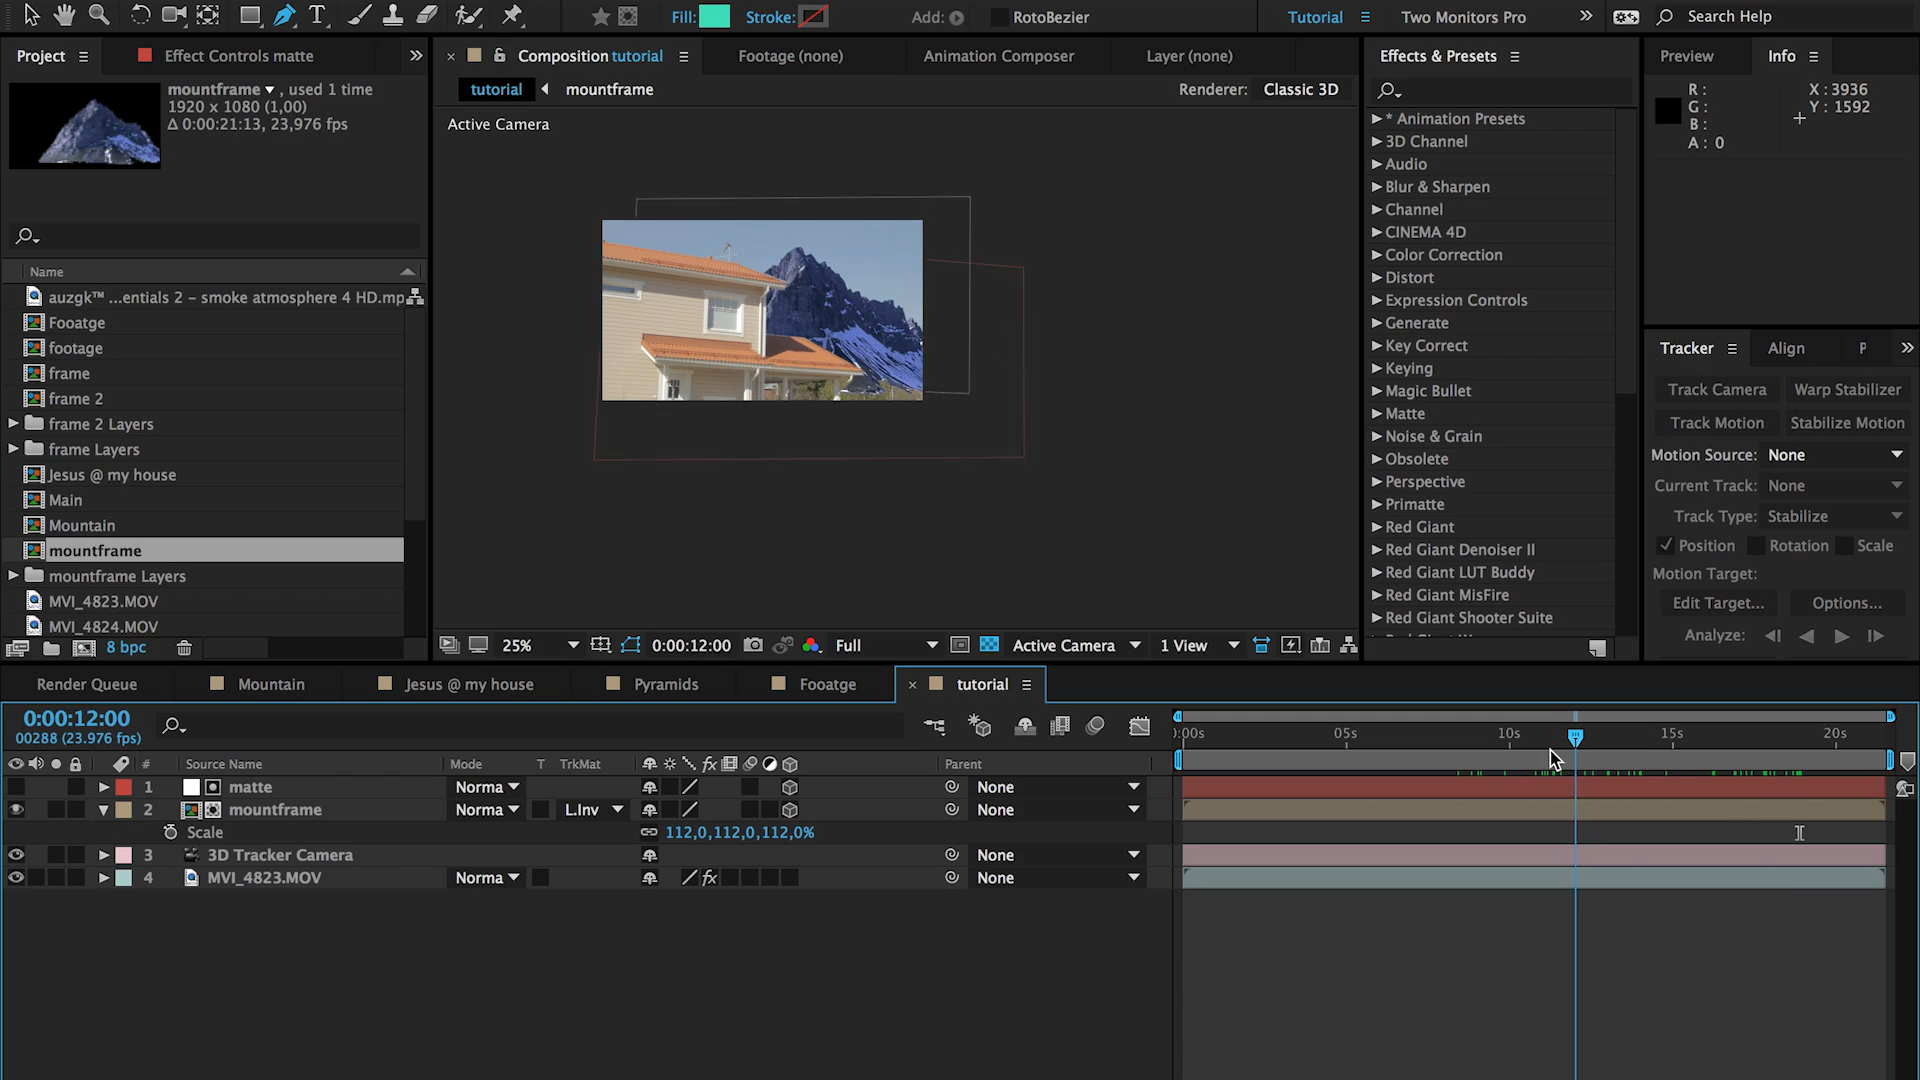 Fill:
Stroke:
Add:
RotoBezier
Tutorial
Two Monitors Pro
Search Help
Project
Effect Controls matte
Composition tutorial
Footage (none)
Animation Composer
Layer (none)
Effects & Presets
Preview
Info
mountframe , used 1 time
1920 x 1080 (1,00)
Δ 0:00:21:13, 23,976 fps
tutorial
mountframe
Renderer: Classic 3D
Active Camera
R :
G :
B :
A : 0
X : 3936
Y : 1592
Name
auzgk™ ...entials 2 – smoke atmosphere 4 HD.mp
Fooatge
footage
frame
frame 2
frame 2 Layers
frame Layers
Jesus @ my house
Main
Mountain
mountframe
mountframe Layers
MVI_4823.MOV
MVI_4824.MOV
8 bpc
* Animation Presets
3D Channel
Audio
Blur & Sharpen
Channel
CINEMA 4D
Color Correction
Distort
Expression Controls
Generate
Key Correct
Keying
Magic Bullet
Matte
Noise & Grain
Obsolete
Perspective
Primatte
Red Giant
Red Giant Denoiser II
Red Giant LUT Buddy
Red Giant MisFire
Red Giant Shooter Suite
Tracker
Align
P
Track Camera
Warp Stabilizer
Track Motion
Stabilize Motion
Motion Source: None
Current Track: None
Track Type: Stabilize
Position
Rotation
Scale
Motion Target:
Edit Target...
Options...
Analyze:
25%
0:00:12:00
Full
Active Camera
1 View
Render Queue
Mountain
Jesus @ my house
Pyramids
Fooatge
tutorial
0:00:12:00
00288 (23.976 fps)
):00s
05s
10s
15s
20s
#
Source Name
Mode
T
TrkMat
Parent
1 matte Norma None
2 mountframe Norma L.Inv None
Scale 112,0,112,0,112,0%
3 3D Tracker Camera None
4 MVI_4823.MOV Norma fx None